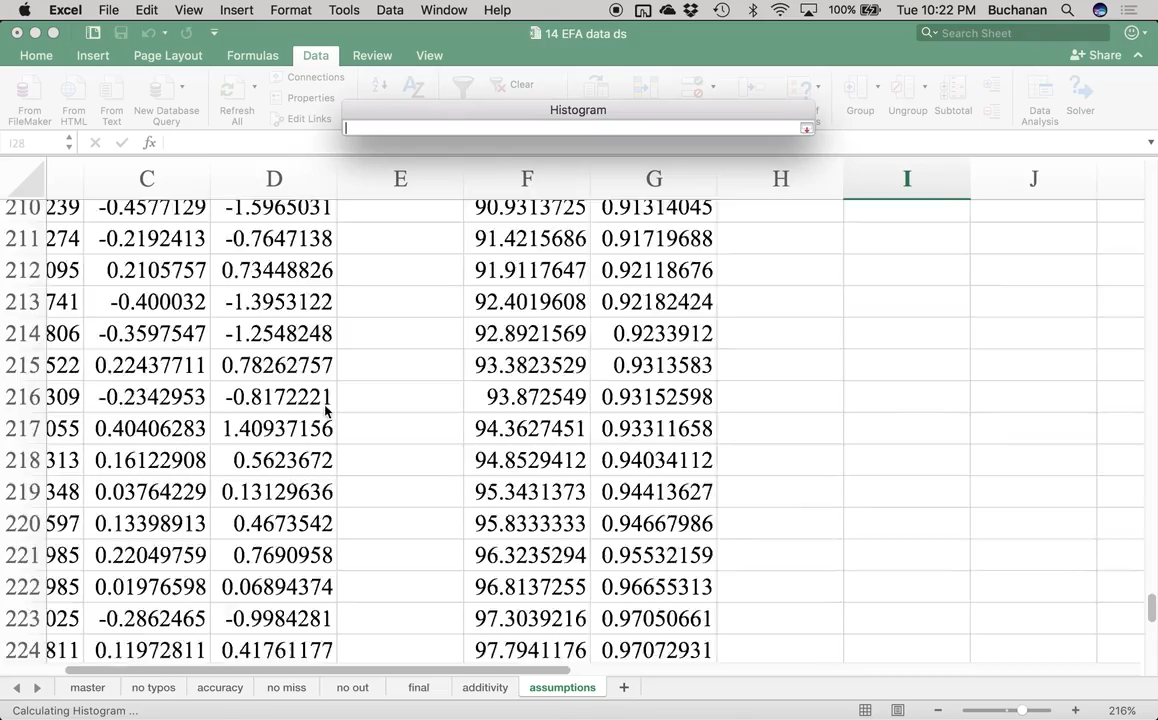 Excel File Edit View Insert Format Tools Data Window Help 100% Tue 10:22 PM Buchanan
14 EFA data ds Search Sheet
Home Insert Page Layout Formulas Data Review View Share
From FileMaker From HTML From Text New Database Query Refresh All Connections Properties Edit Links Clear Group Ungroup Subtotal Data Analysis Solver
Histogram
I28 fx
C D E F G H I J
210 239 -0.4577129 -1.5965031 90.9313725 0.91314045
211 274 -0.2192413 -0.7647138 91.4215686 0.91719688
212 095 0.2105757 0.73448826 91.9117647 0.92118676
213 741 -0.400032 -1.3953122 92.4019608 0.92182424
214 806 -0.3597547 -1.2548248 92.8921569 0.9233912
215 522 0.22437711 0.78262757 93.3823529 0.9313583
216 309 -0.2342953 -0.8172221 93.872549 0.93152598
217 055 0.40406283 1.40937156 94.3627451 0.93311658
218 313 0.16122908 0.5623672 94.8529412 0.94034112
219 348 0.03764229 0.13129636 95.3431373 0.94413627
220 597 0.13398913 0.4673542 95.8333333 0.94667986
221 985 0.22049759 0.7690958 96.3235294 0.95532159
222 985 0.01976598 0.06894374 96.8137255 0.96655313
223 025 -0.2862465 -0.9984281 97.3039216 0.97050661
224 811 0.11972811 0.41761177 97.7941176 0.97072931
master no typos accuracy no miss no out final additivity assumptions +
Calculating Histogram ... 216%